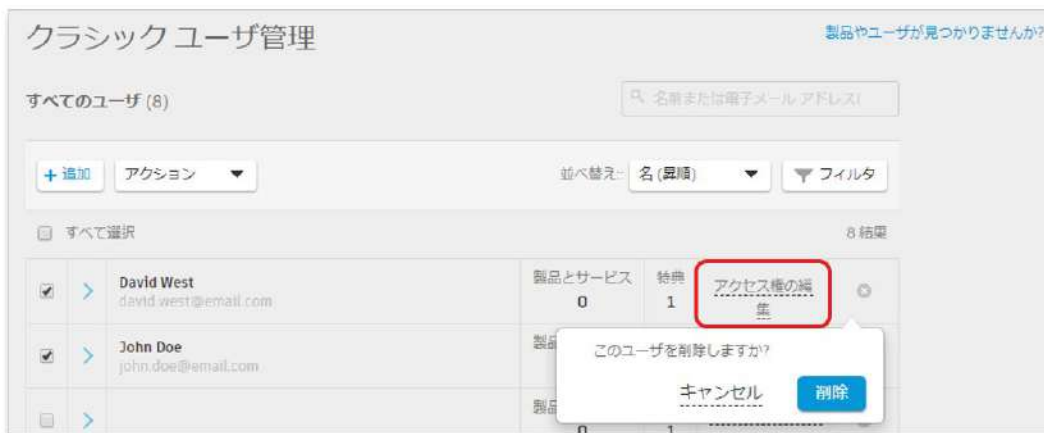 クラシック ユーザ管理
製品やユーザが見つかりませんか?
すべてのユーザ (8)
名前または電子メール アドレス(
+ 追加
アクション
並べ替え:
名 (昇順)
フィルタ
すべて選択
8 結果
David West
david.west@email.com
製品とサービス
0
特典
1
アクセス権の編
集
John Doe
john.doe@email.com
製品
このユーザを削除しますか?
キャンセル
削除
製品
0
1